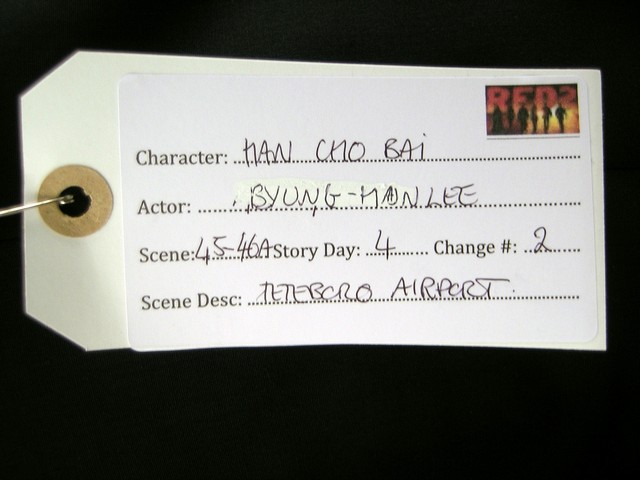 RED2
Character: HAN CHO BAI
Actor: BYUNG-HAN LEE
Scene: 45-46A Story Day: 4 Change #: 2
Scene Desc: TETEBORO AIRPORT.